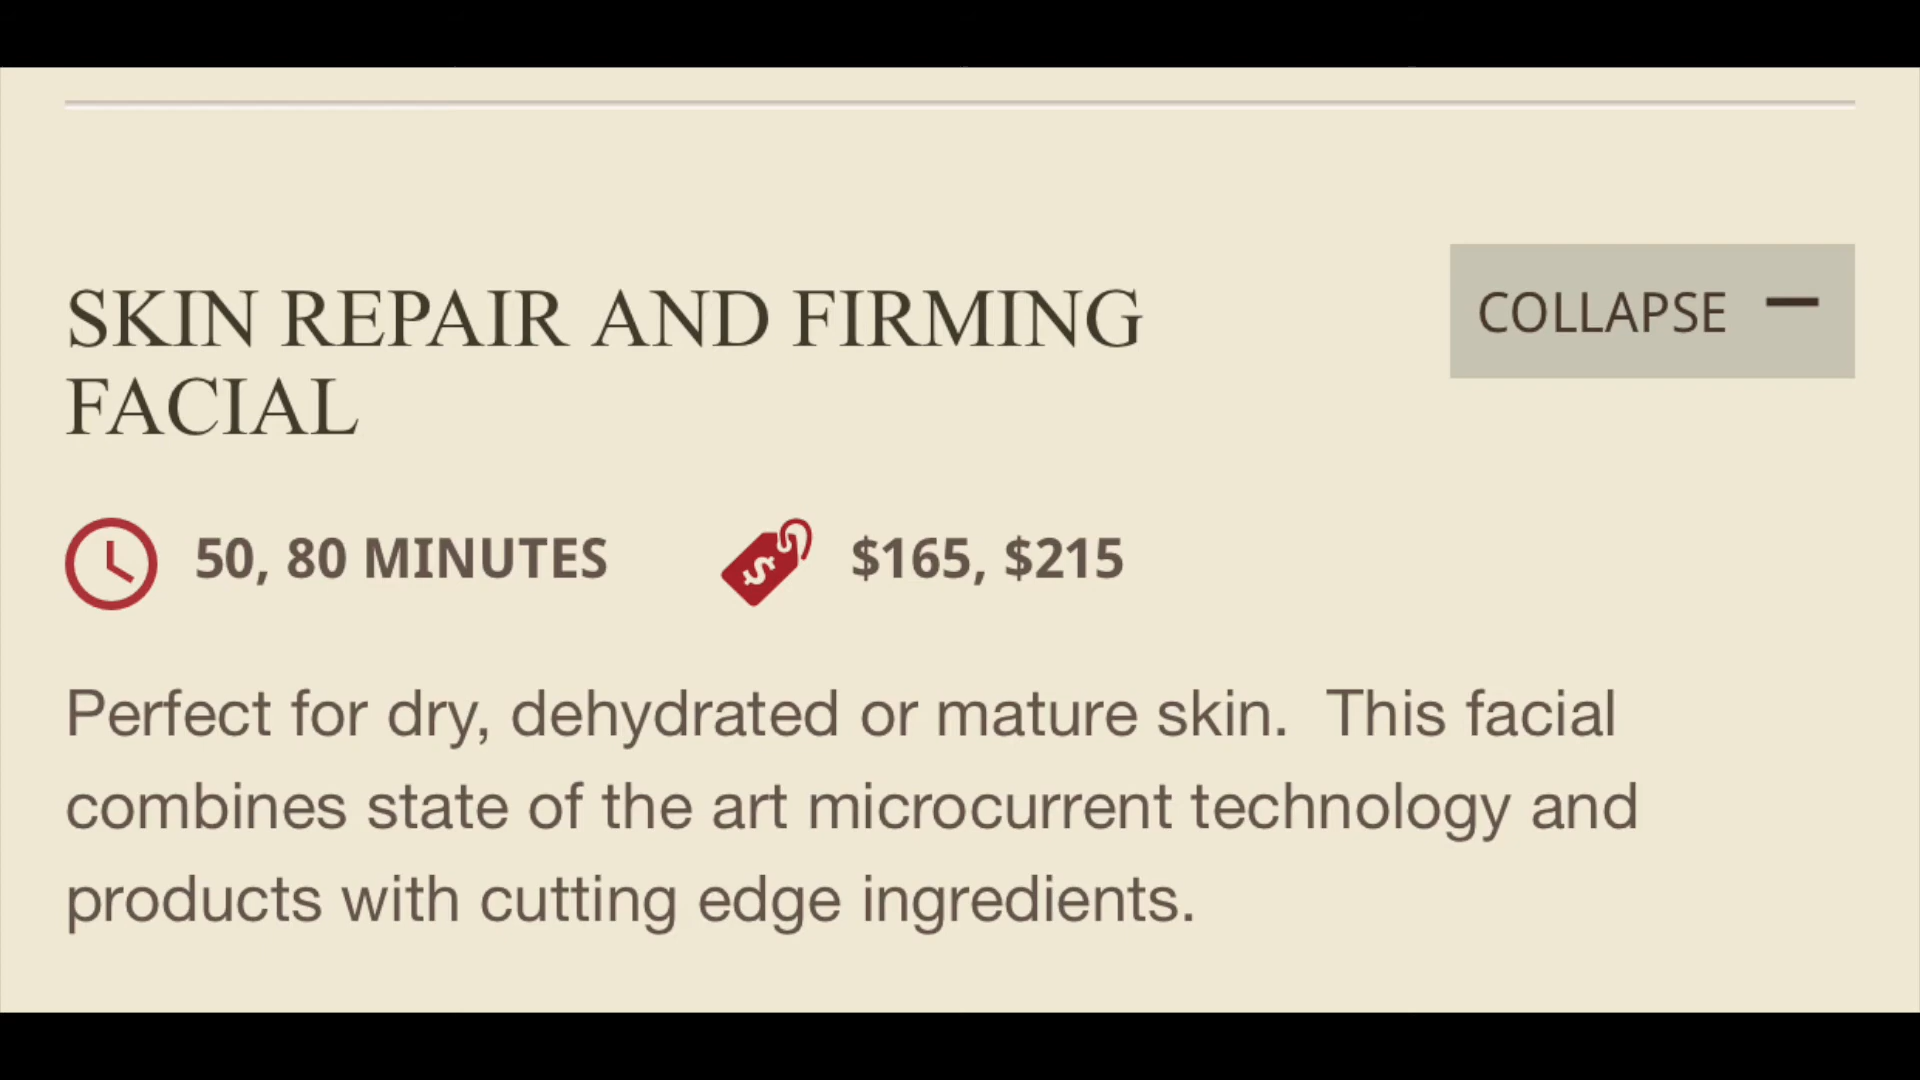 SKIN REPAIR AND FIRMING
FACIAL
COLLAPSE
50, 80 MINUTES
$165, $215
Perfect for dry, dehydrated or mature skin.  This facial
combines state of the art microcurrent technology and
products with cutting edge ingredients.